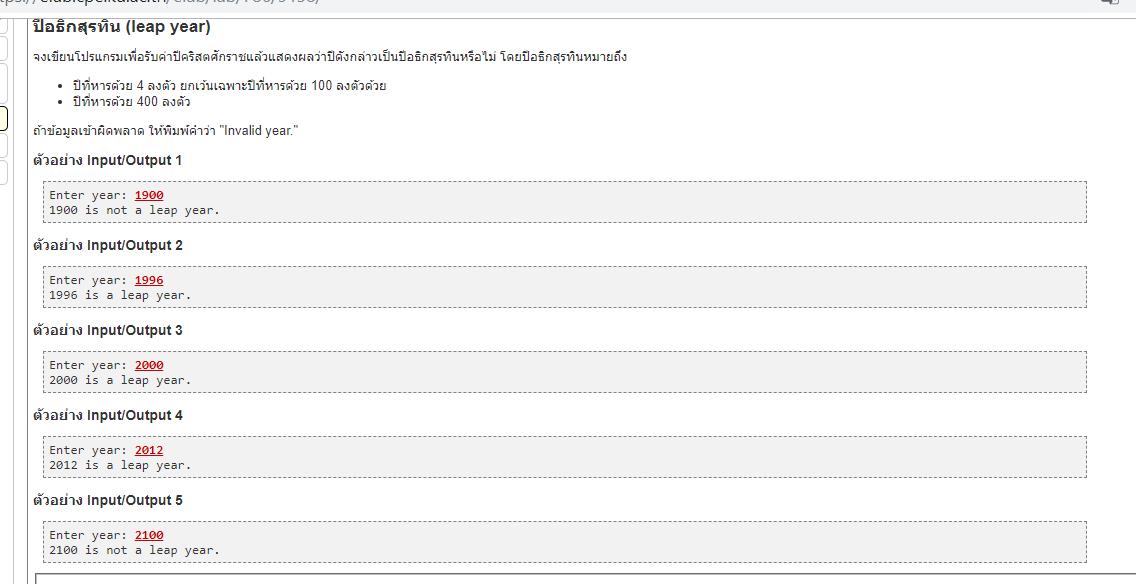 ปีอธิกสุรทิน (leap year)
จงเขียนโปรแกรมเพื่อรับค่าปีคริสตศักราชแล้วแสดงผลว่าปีดังกล่าวเป็นปีอธิกสุรทินหรือไม่ โดยปีอธิกสุรทินหมายถึง
• ปีที่หารด้วย 4 ลงตัว ยกเว้นเฉพาะปีที่หารด้วย 100 ลงตัวด้วย
• ปีที่หารด้วย 400 ลงตัว
ถ้าข้อมูลเข้าผิดพลาด ให้พิมพ์คำว่า "Invalid year."
ตัวอย่าง Input/Output 1
Enter year: 1900
1900 is not a leap year.
ตัวอย่าง Input/Output 2
Enter year: 1996
1996 is a leap year.
ตัวอย่าง Input/Output 3
Enter year: 2000
2000 is a leap year.
ตัวอย่าง Input/Output 4
Enter year: 2012
2012 is a leap year.
ตัวอย่าง Input/Output 5
Enter year: 2100
2100 is not a leap year.